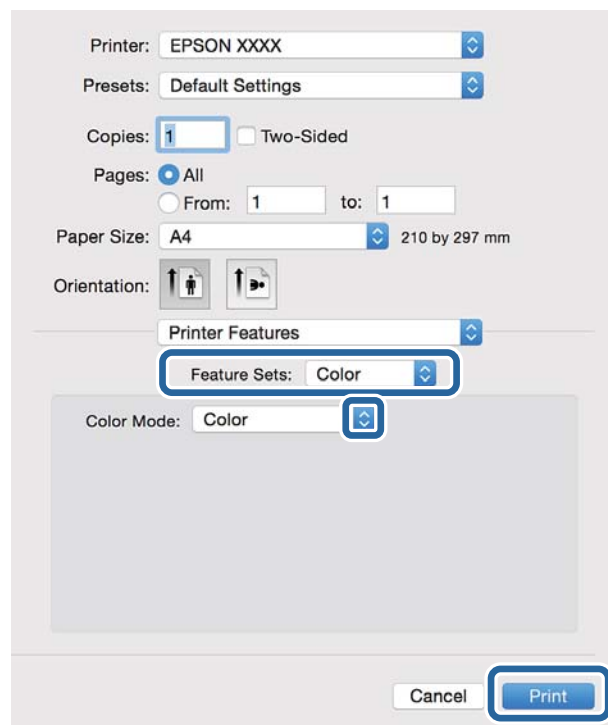 Printer: EPSON XXXX
Presets: Default Settings
Copies: 1 Two-Sided
Pages: All
From: 1 to: 1
Paper Size: A4 210 by 297 mm
Orientation:
Printer Features
Feature Sets: Color
Color Mode: Color
Cancel Print